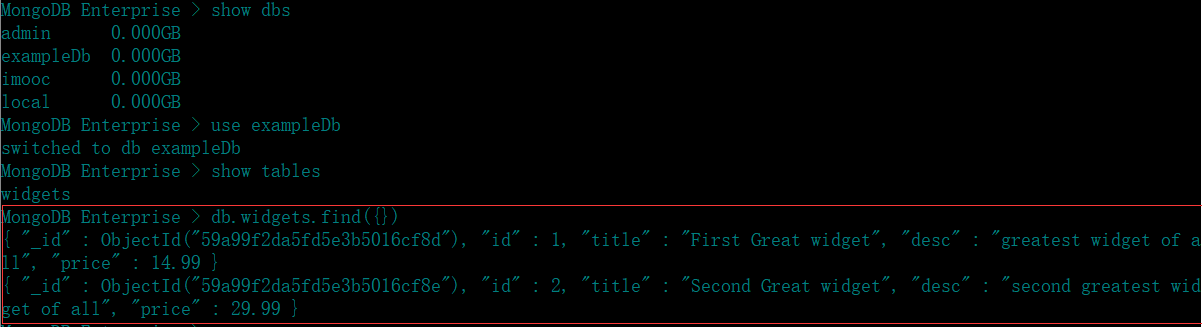 MongoDB Enterprise > show dbs
admin      0.000GB
exampleDb  0.000GB
imooc      0.000GB
local      0.000GB
MongoDB Enterprise > use exampleDb
switched to db exampleDb
MongoDB Enterprise > show tables
widgets
MongoDB Enterprise > db.widgets.find({})
{ "_id" : ObjectId("59a99f2da5fd5e3b5016cf8d"), "id" : 1, "title" : "First Great widget", "desc" : "greatest widget of a
ll", "price" : 14.99 }
{ "_id" : ObjectId("59a99f2da5fd5e3b5016cf8e"), "id" : 2, "title" : "Second Great widget", "desc" : "second greatest wid
get of all", "price" : 29.99 }